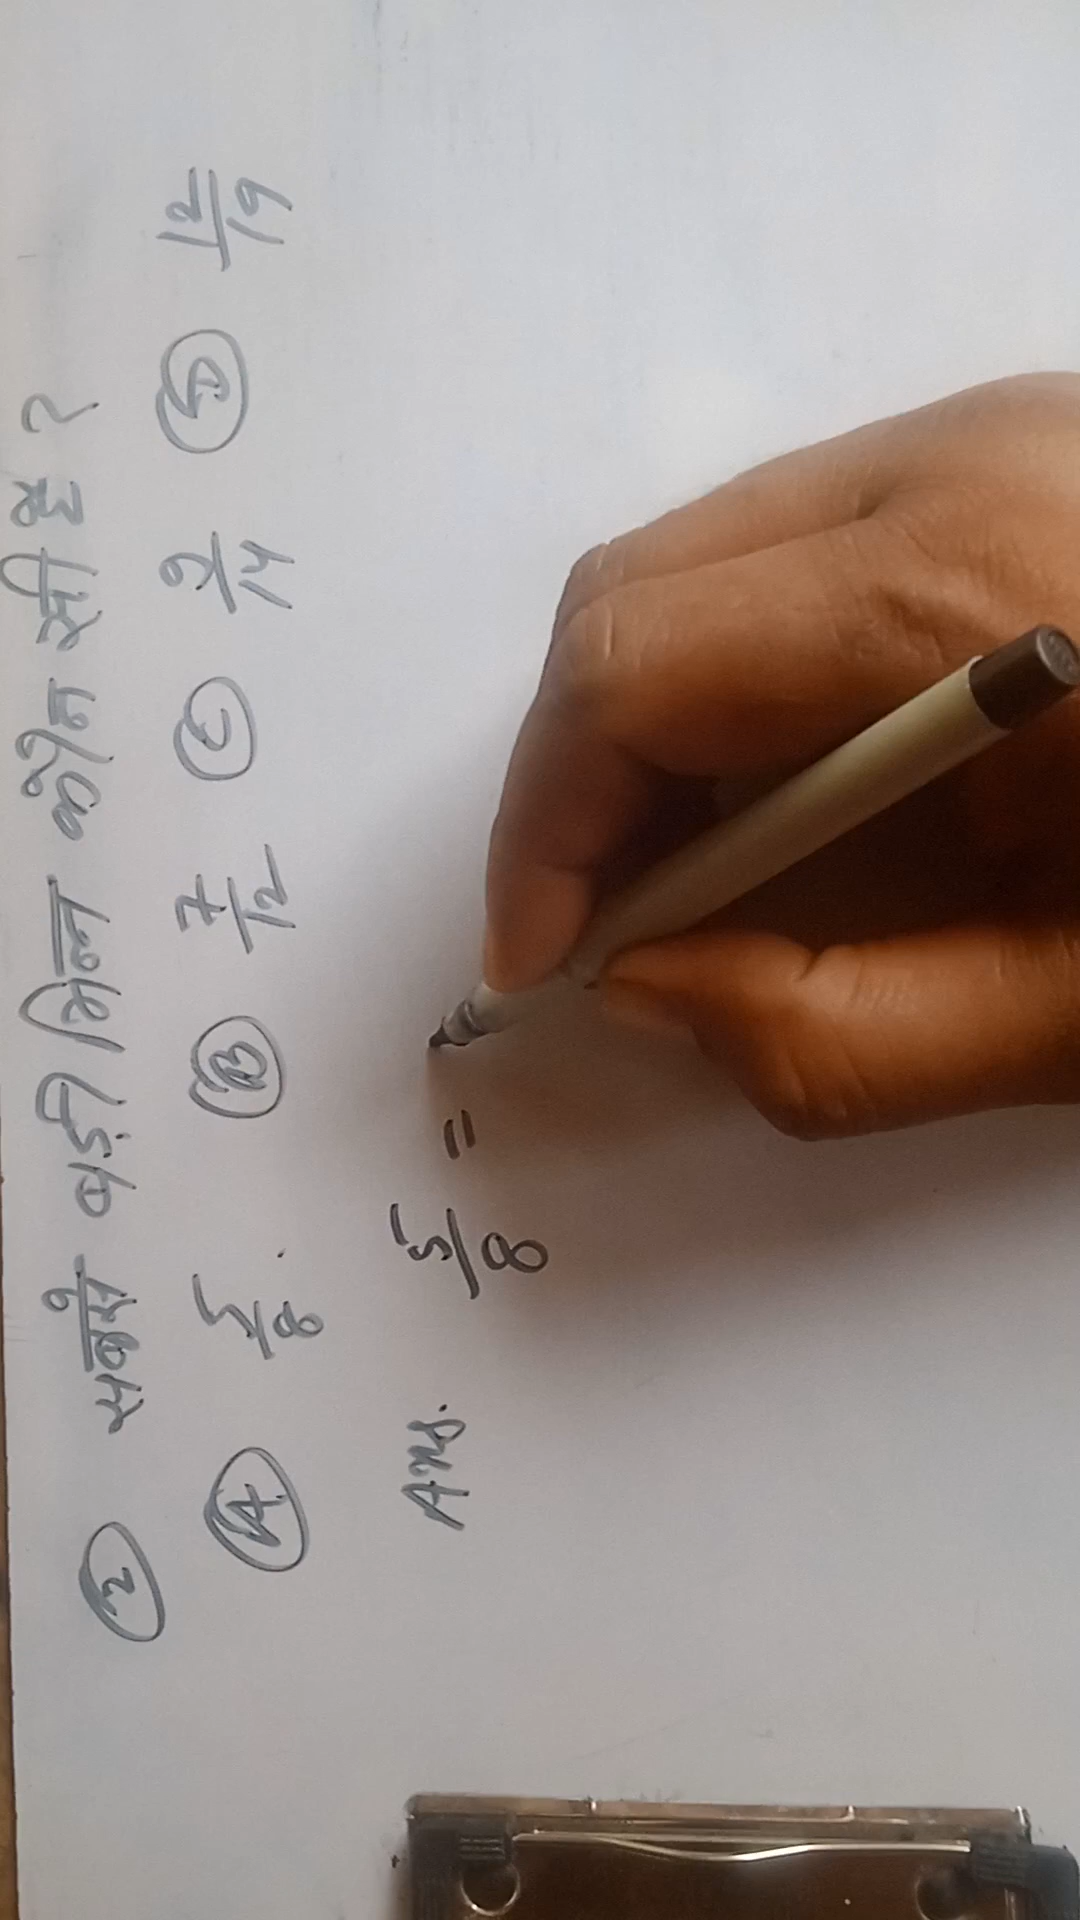 ② सबसे बड़ी भिन्न कौन सी है ?
Ⓐ 5/8 Ⓑ 7/12 Ⓒ 9/14 Ⓓ 12/19
Ans. 5/8 =